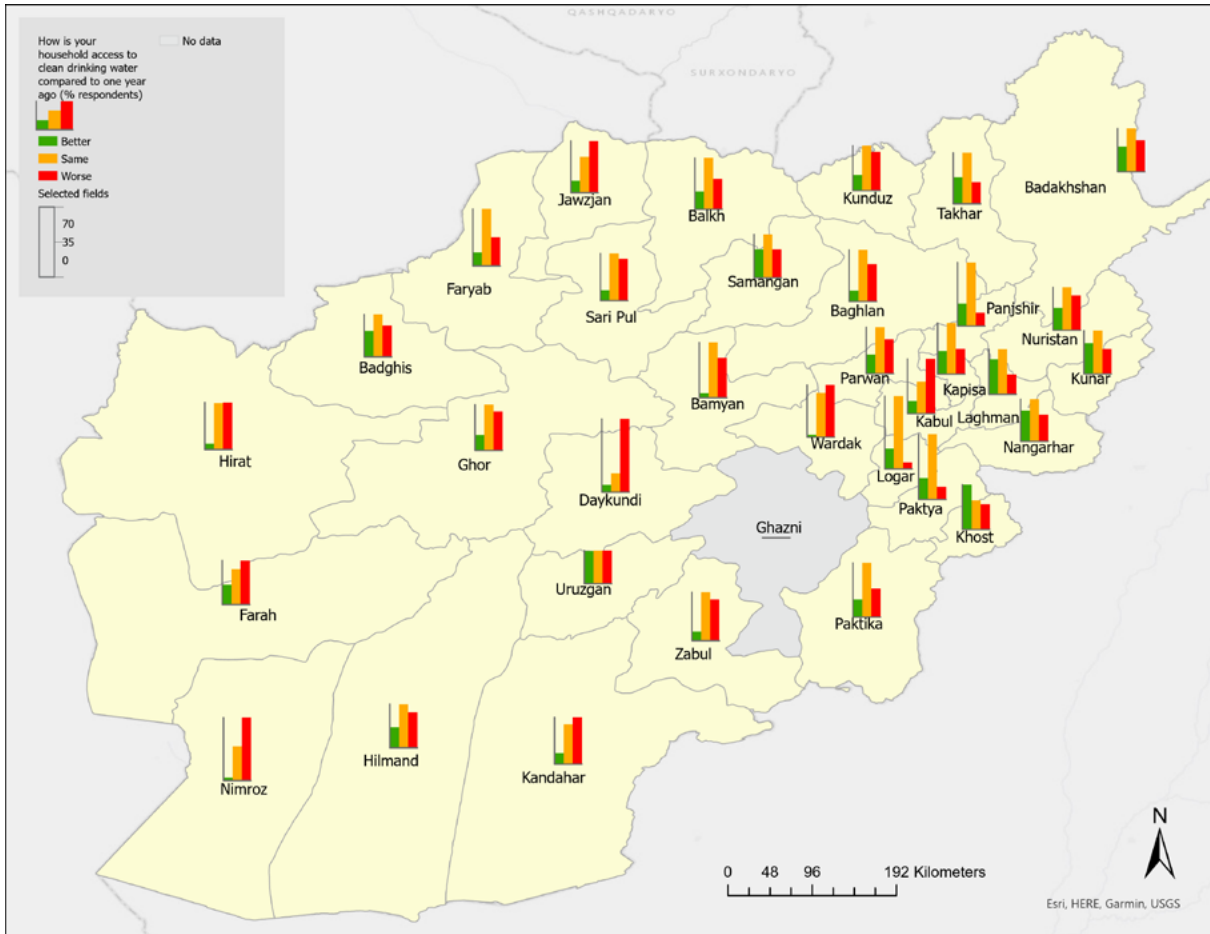 QASHQADARYO
SURXONDARYO
How is your
household access to
clean drinking water
compared to one year
ago (% respondents)
No data
Better
Same
Worse
Selected fields
70
35
0
Jawzjan
Balkh
Kunduz
Takhar
Badakhshan
Faryab
Sari Pul
Samangan
Baghlan
Panjshir
Nuristan
Badghis
Bamyan
Parwan
Kapisa
Kunar
Hirat
Ghor
Wardak
Kabul
Laghman
Nangarhar
Daykundi
Logar
Paktya
Khost
Ghazni
Farah
Uruzgan
Zabul
Paktika
Nimroz
Hilmand
Kandahar
N
0 48 96 192 Kilometers
Esri, HERE, Garmin, USGS